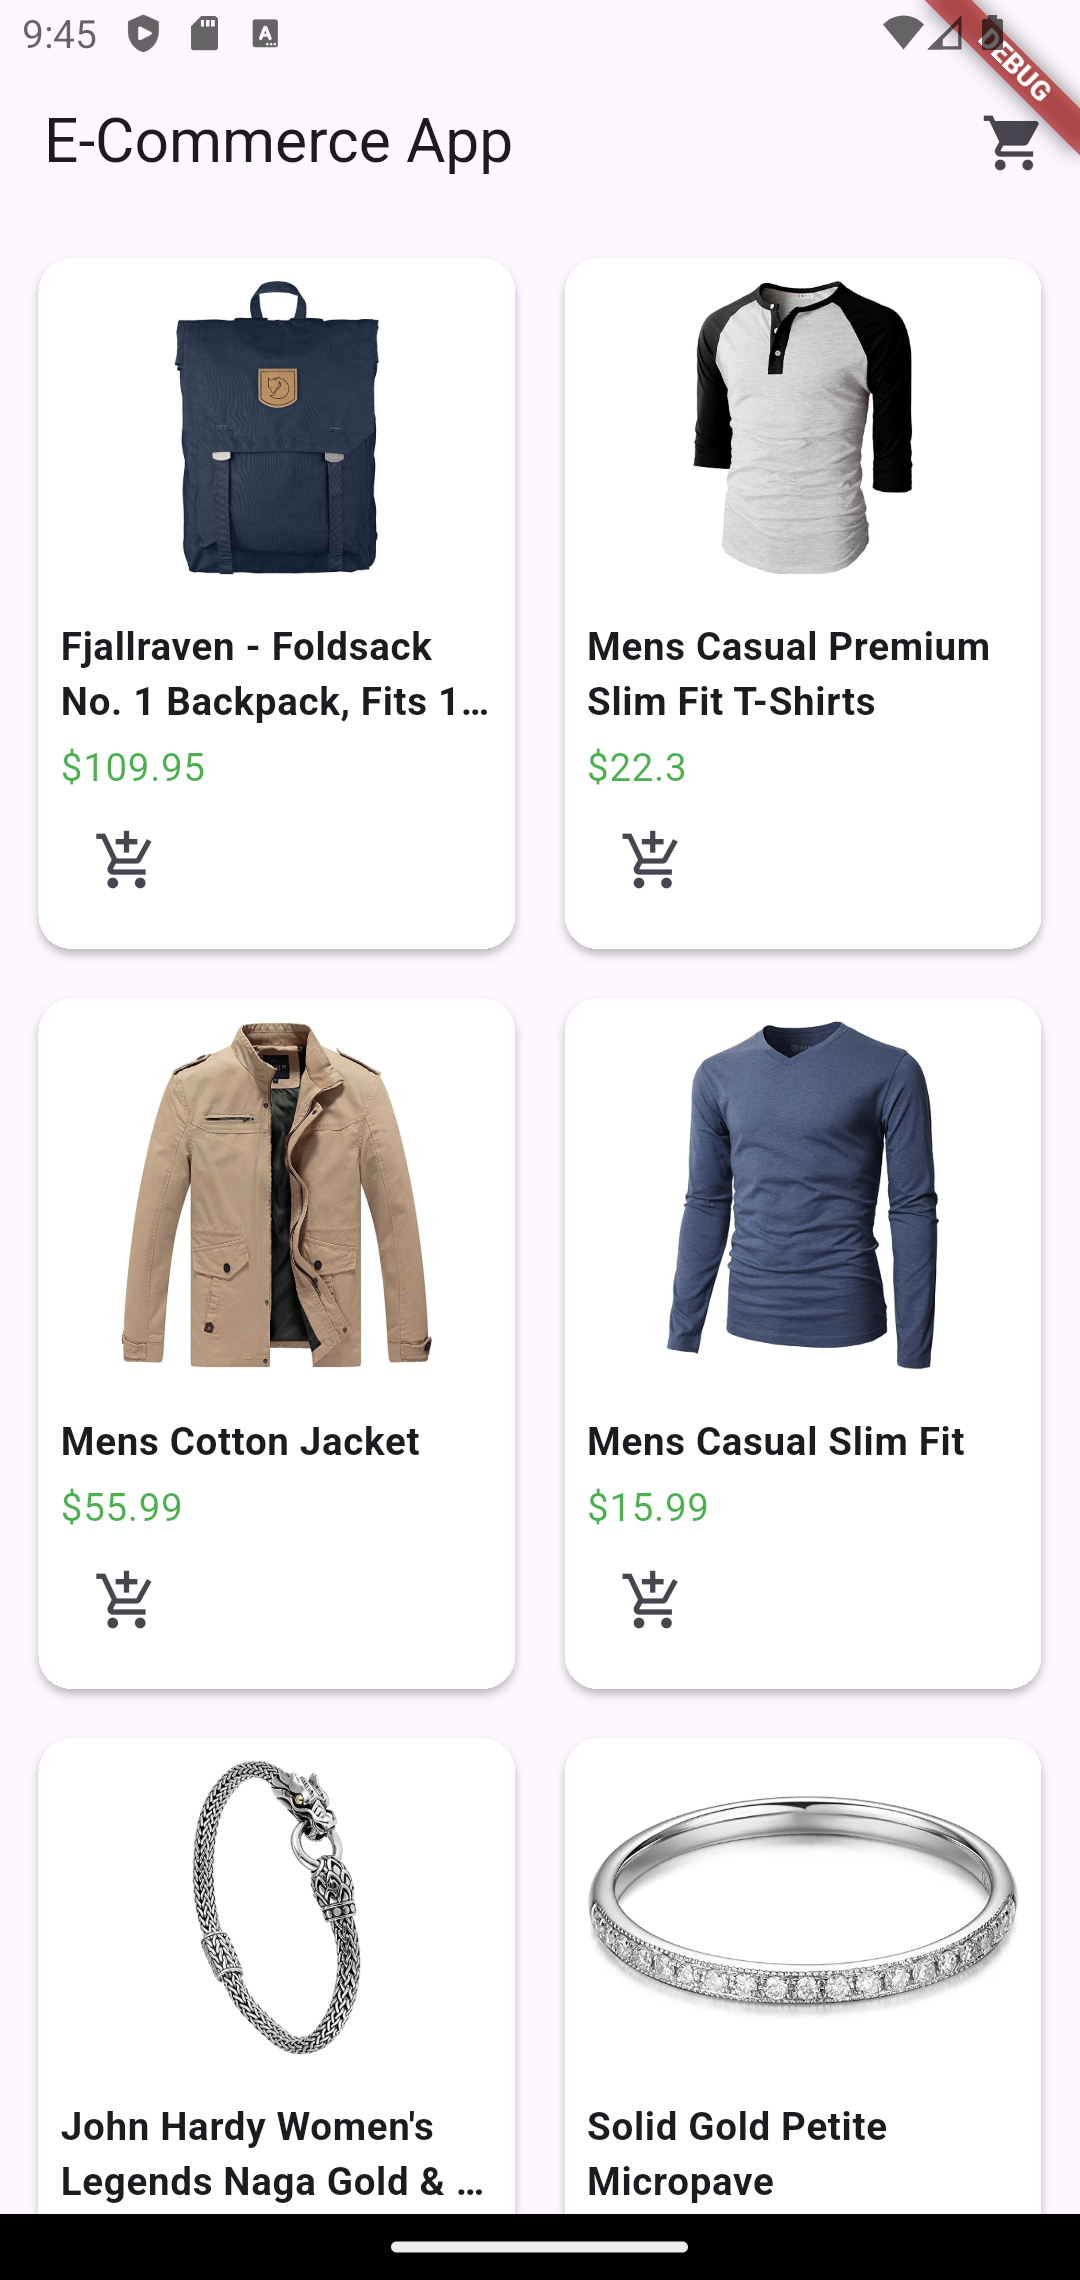 9:45
DEBUG
E-Commerce App
Fjallraven - Foldsack
No. 1 Backpack, Fits 1...
$109.95
Mens Casual Premium
Slim Fit T-Shirts
$22.3
Mens Cotton Jacket
$55.99
Mens Casual Slim Fit
$15.99
John Hardy Women's
Legends Naga Gold & ...
Solid Gold Petite
Micropave